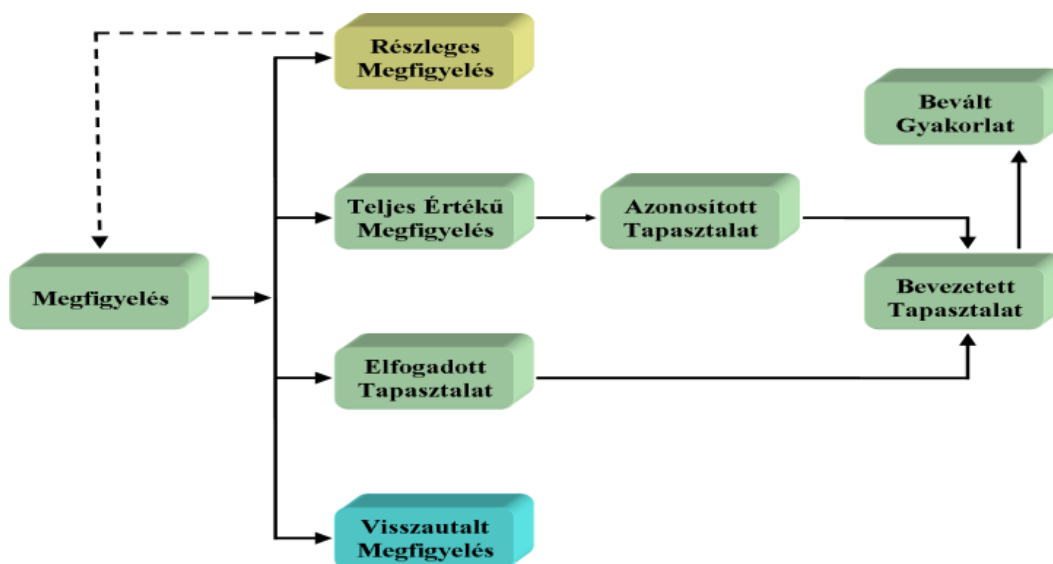 Részleges
Megfigyelés
Bevált
Gyakorlat
Teljes Értékű
Megfigyelés
Azonosított
Tapasztalat
Megfigyelés
Bevezetett
Tapasztalat
Elfogadott
Tapasztalat
Visszautalt
Megfigyelés